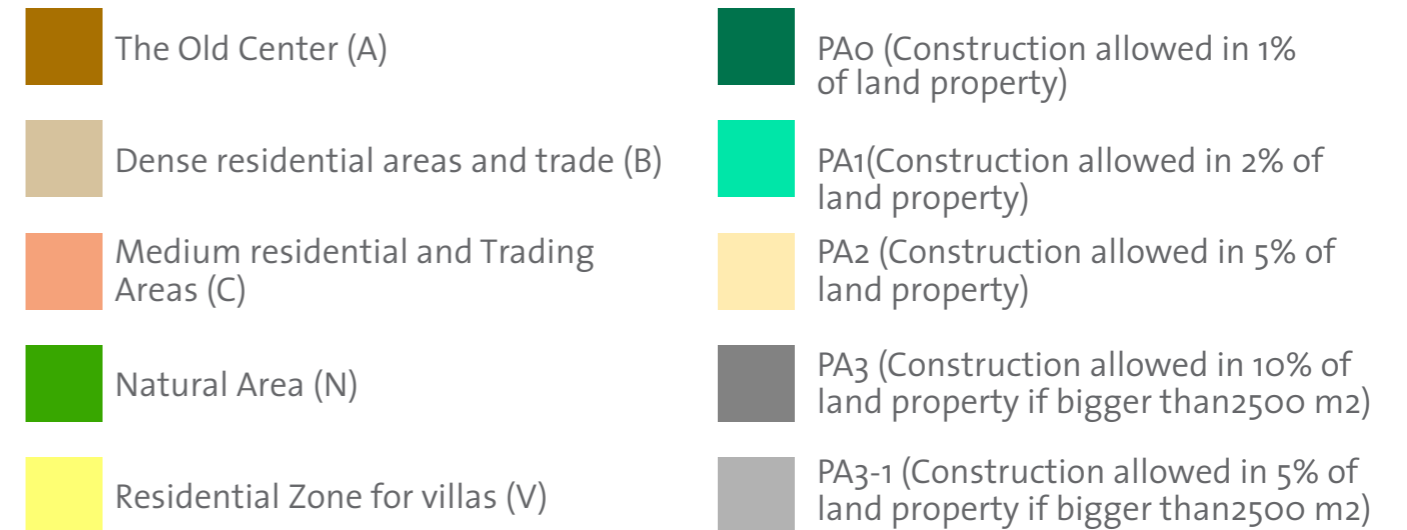 The Old Center (A)
Dense residential areas and trade (B)
Medium residential and Trading
Areas (C)
Natural Area (N)
Residential Zone for villas (V)
PA0 (Construction allowed in 1%
of land property)
PA1(Construction allowed in 2% of
land property)
PA2 (Construction allowed in 5% of
land property)
PA3 (Construction allowed in 10% of
land property if bigger than2500 m2)
PA3-1 (Construction allowed in 5% of
land property if bigger than2500 m2)